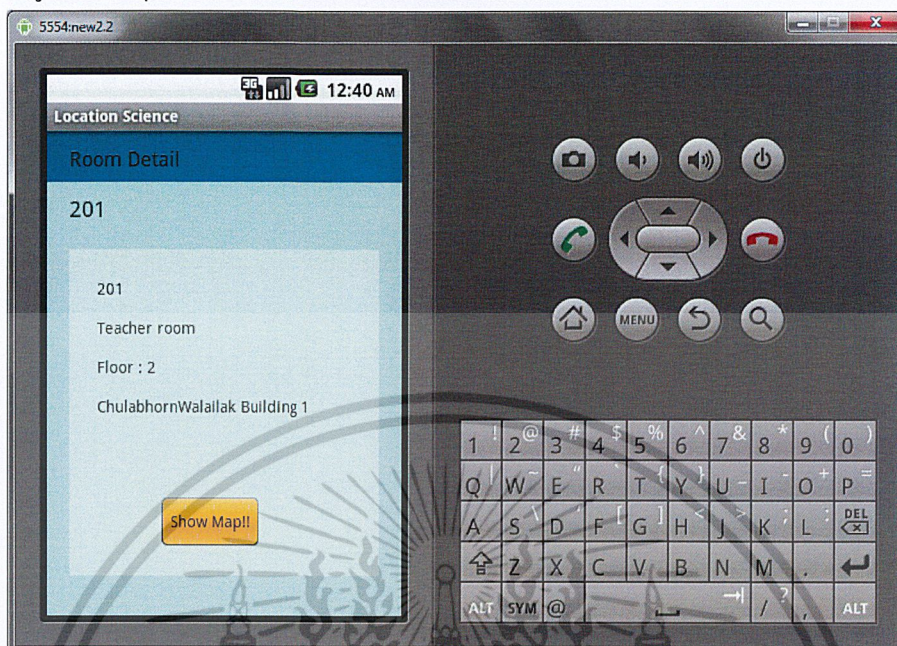 5554:new2.2
3G 12:40 AM
Location Science
Room Detail
201
201
Teacher room
Floor : 2
ChulabhornWalailak Building 1
Show Map!!
MENU
1 ! 2 @ 3 # 4 $ 5 % 6 ^ 7 & 8 * 9 ( 0 )
Q | W ~ E " R ` T { Y } U _ I - O + P =
A S \ D ' F [ G ] H < J > K ; L : DEL
Z X C V B N M .
ALT SYM @ / ? , ALT